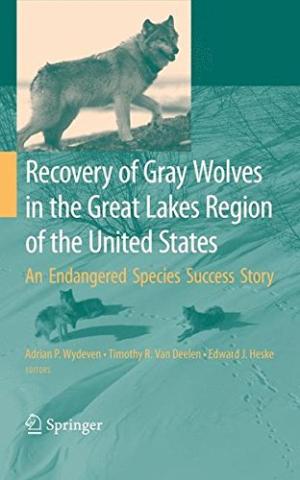 Recovery of Gray Wolves
in the Great Lakes Region
of the United States
An Endangered Species Success Story
Adrian P. Wydeven • Timothy R. Van Deelen • Edward J. Heske
EDITORS
Springer